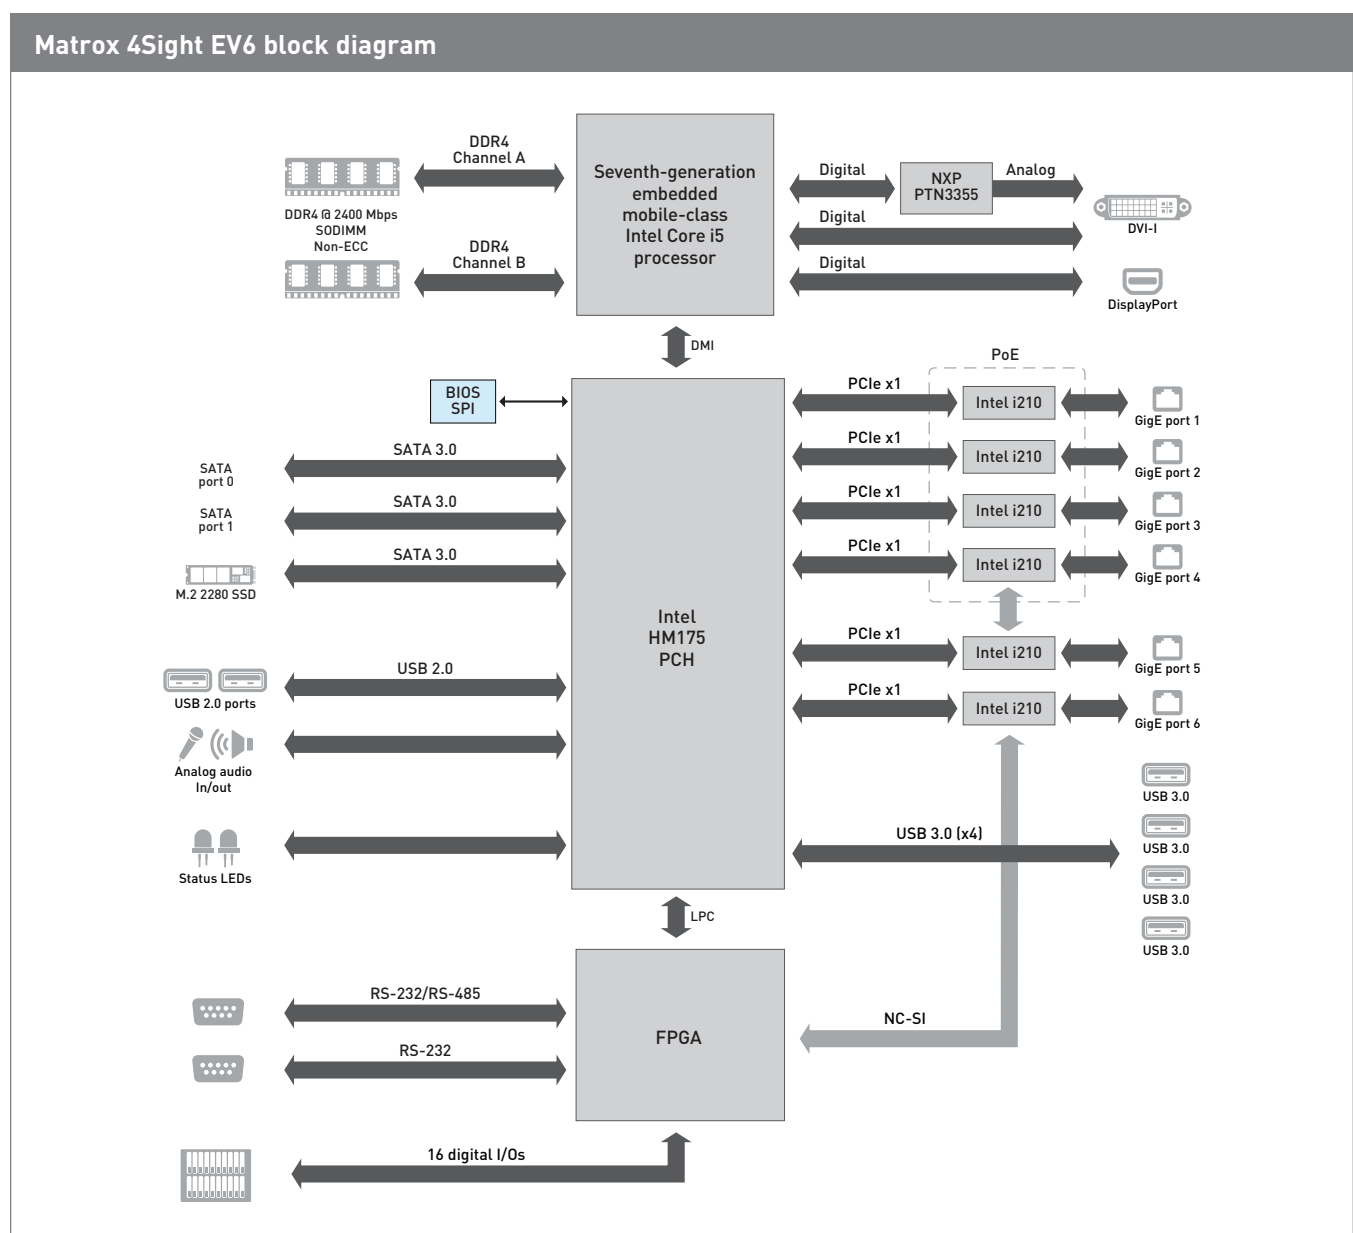 Matrox 4Sight EV6 block diagram
DDR4
Channel A
DDR4 @ 2400 Mbps
SODIMM
Non-ECC
DDR4
Channel B
Seventh-generation
embedded
mobile-class
Intel Core i5
processor
Digital
NXP
PTN3355
Analog
Digital
DVI-I
Digital
DisplayPort
DMI
PoE
BIOS
SPI
SATA 3.0
SATA
port 0
SATA 3.0
SATA
port 1
SATA 3.0
M.2 2280 SSD
Intel
HM175
PCH
USB 2.0
USB 2.0 ports
Analog audio
In/out
Status LEDs
PCIe x1
Intel i210
GigE port 1
PCIe x1
Intel i210
GigE port 2
PCIe x1
Intel i210
GigE port 3
PCIe x1
Intel i210
GigE port 4
PCIe x1
Intel i210
GigE port 5
PCIe x1
Intel i210
GigE port 6
USB 3.0 (x4)
USB 3.0
USB 3.0
USB 3.0
USB 3.0
LPC
RS-232/RS-485
RS-232
FPGA
NC-SI
16 digital I/Os